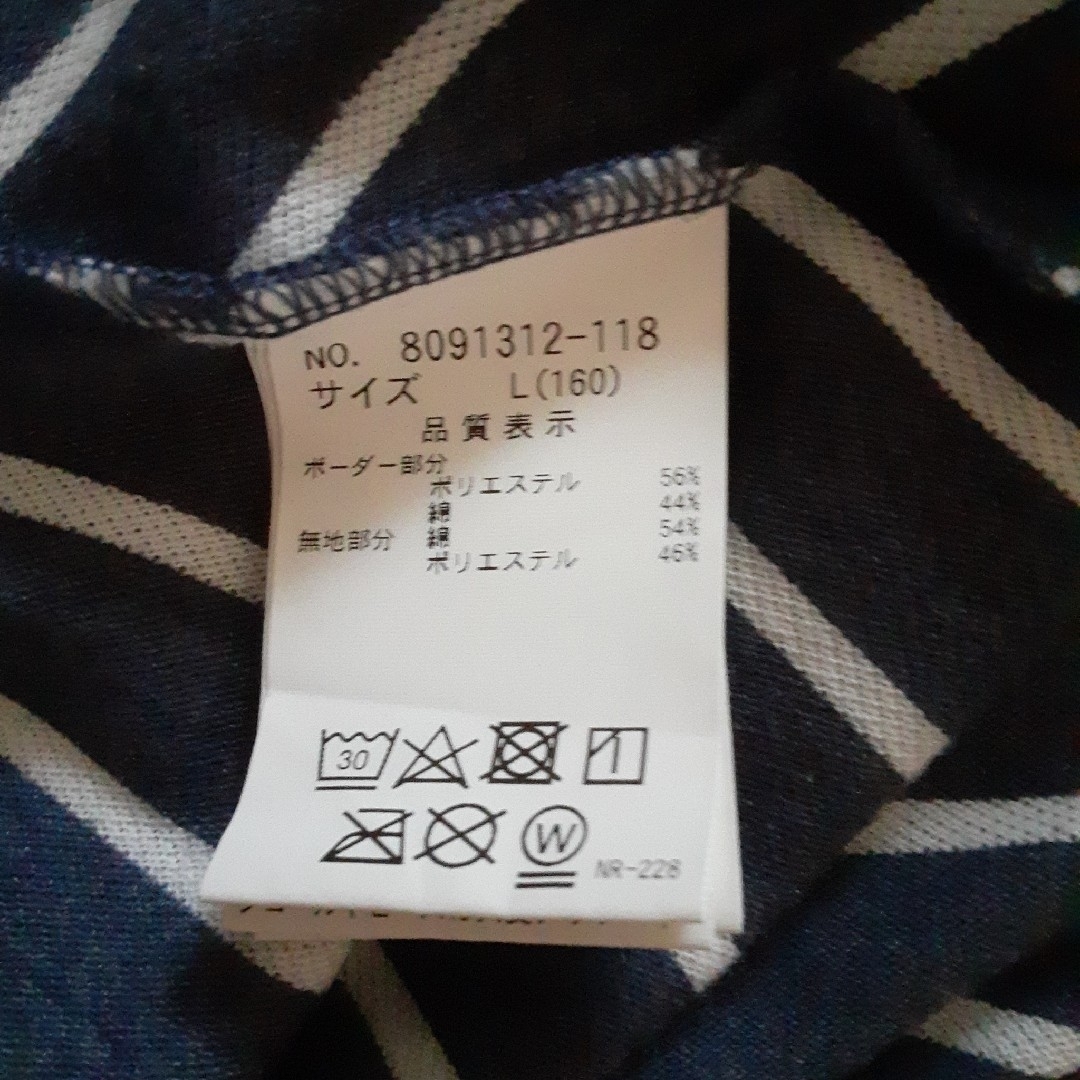 NO. 8091312-118
サイズ L(160)
品質表示
ボーダー部分
ポリエステル 56%
綿 44%
無地部分 綿 54%
ポリエステル 46%
30
W
NR-228